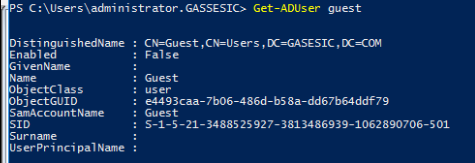 PS C:\Users\administrator.GASSESIC> Get-ADUser guest
DistinguishedName : CN=Guest,CN=Users,DC=GASESIC,DC=COM
Enabled : False
GivenName :
Name : Guest
ObjectClass : user
ObjectGUID : e4493caa-7b06-486d-b58a-dd67b64ddf79
SamAccountName : Guest
SID : S-1-5-21-3488525927-3813486939-1062890706-501
Surname :
UserPrincipalName :